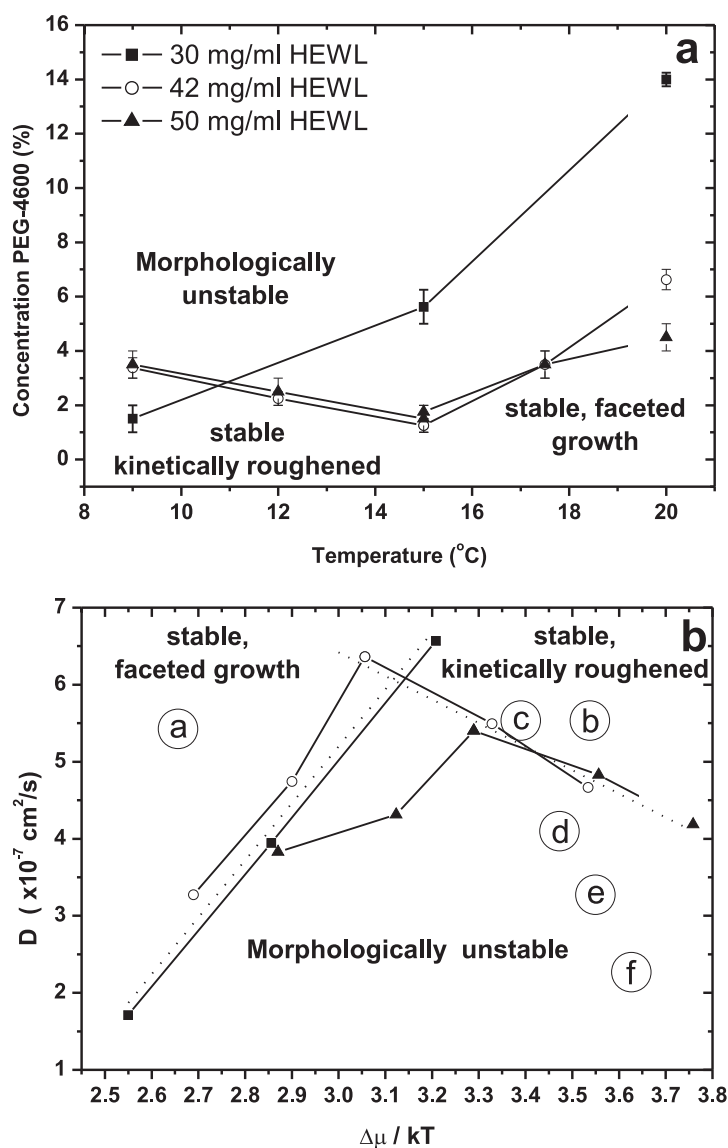 a
30 mg/ml HEWL
42 mg/ml HEWL
50 mg/ml HEWL
16
14
12
10
8
6
4
2
0
Concentration PEG-4600 (%)
Morphologically
unstable
stable
kinetically roughened
stable, faceted
growth
8 10 12 14 16 18 20
Temperature (°C)
b
7
6
5
4
3
2
1
D ( x10⁻⁷ cm²/s)
stable,
faceted growth
stable,
kinetically roughened
a
c b
d
e
f
Morphologically unstable
2.5 2.6 2.7 2.8 2.9 3.0 3.1 3.2 3.3 3.4 3.5 3.6 3.7 3.8
Δμ / kT